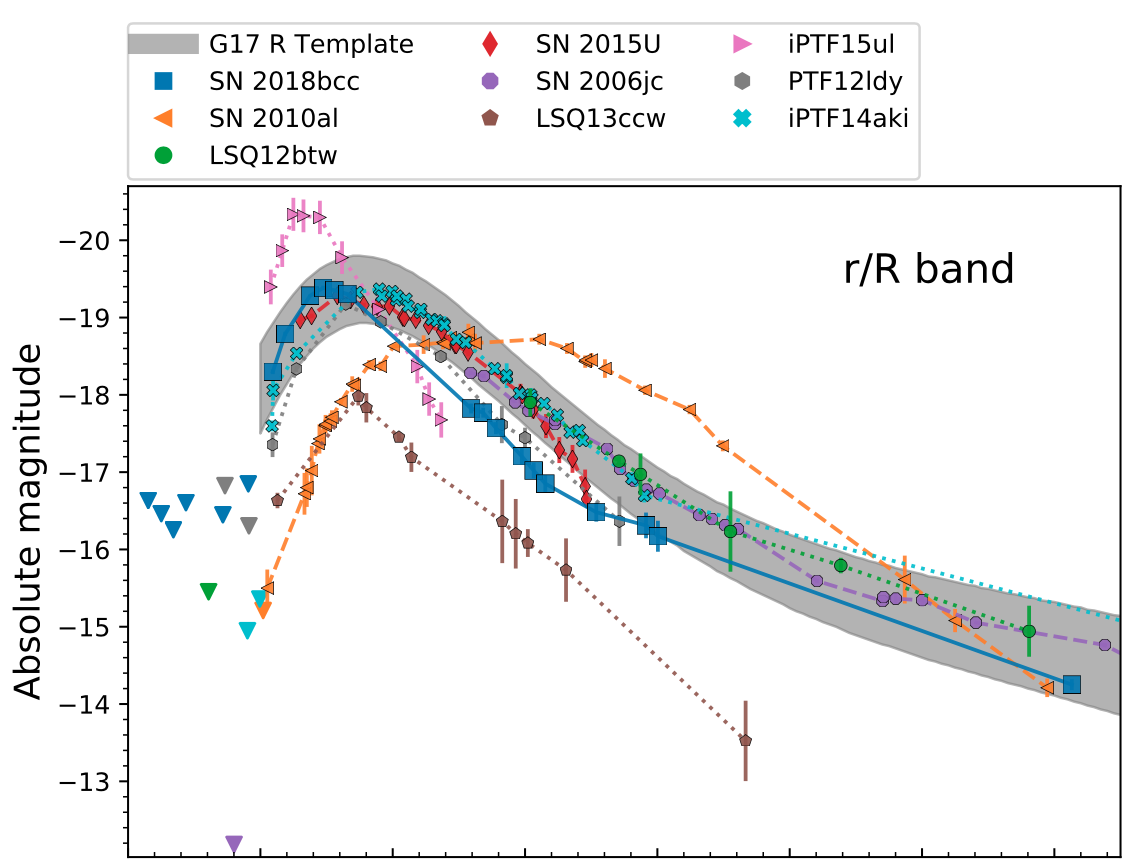 G17 R Template
SN 2018bcc
SN 2010al
LSQ12btw
SN 2015U
SN 2006jc
LSQ13ccw
iPTF15ul
PTF12ldy
iPTF14aki
r/R band
Absolute magnitude
−20
−19
−18
−17
−16
−15
−14
−13